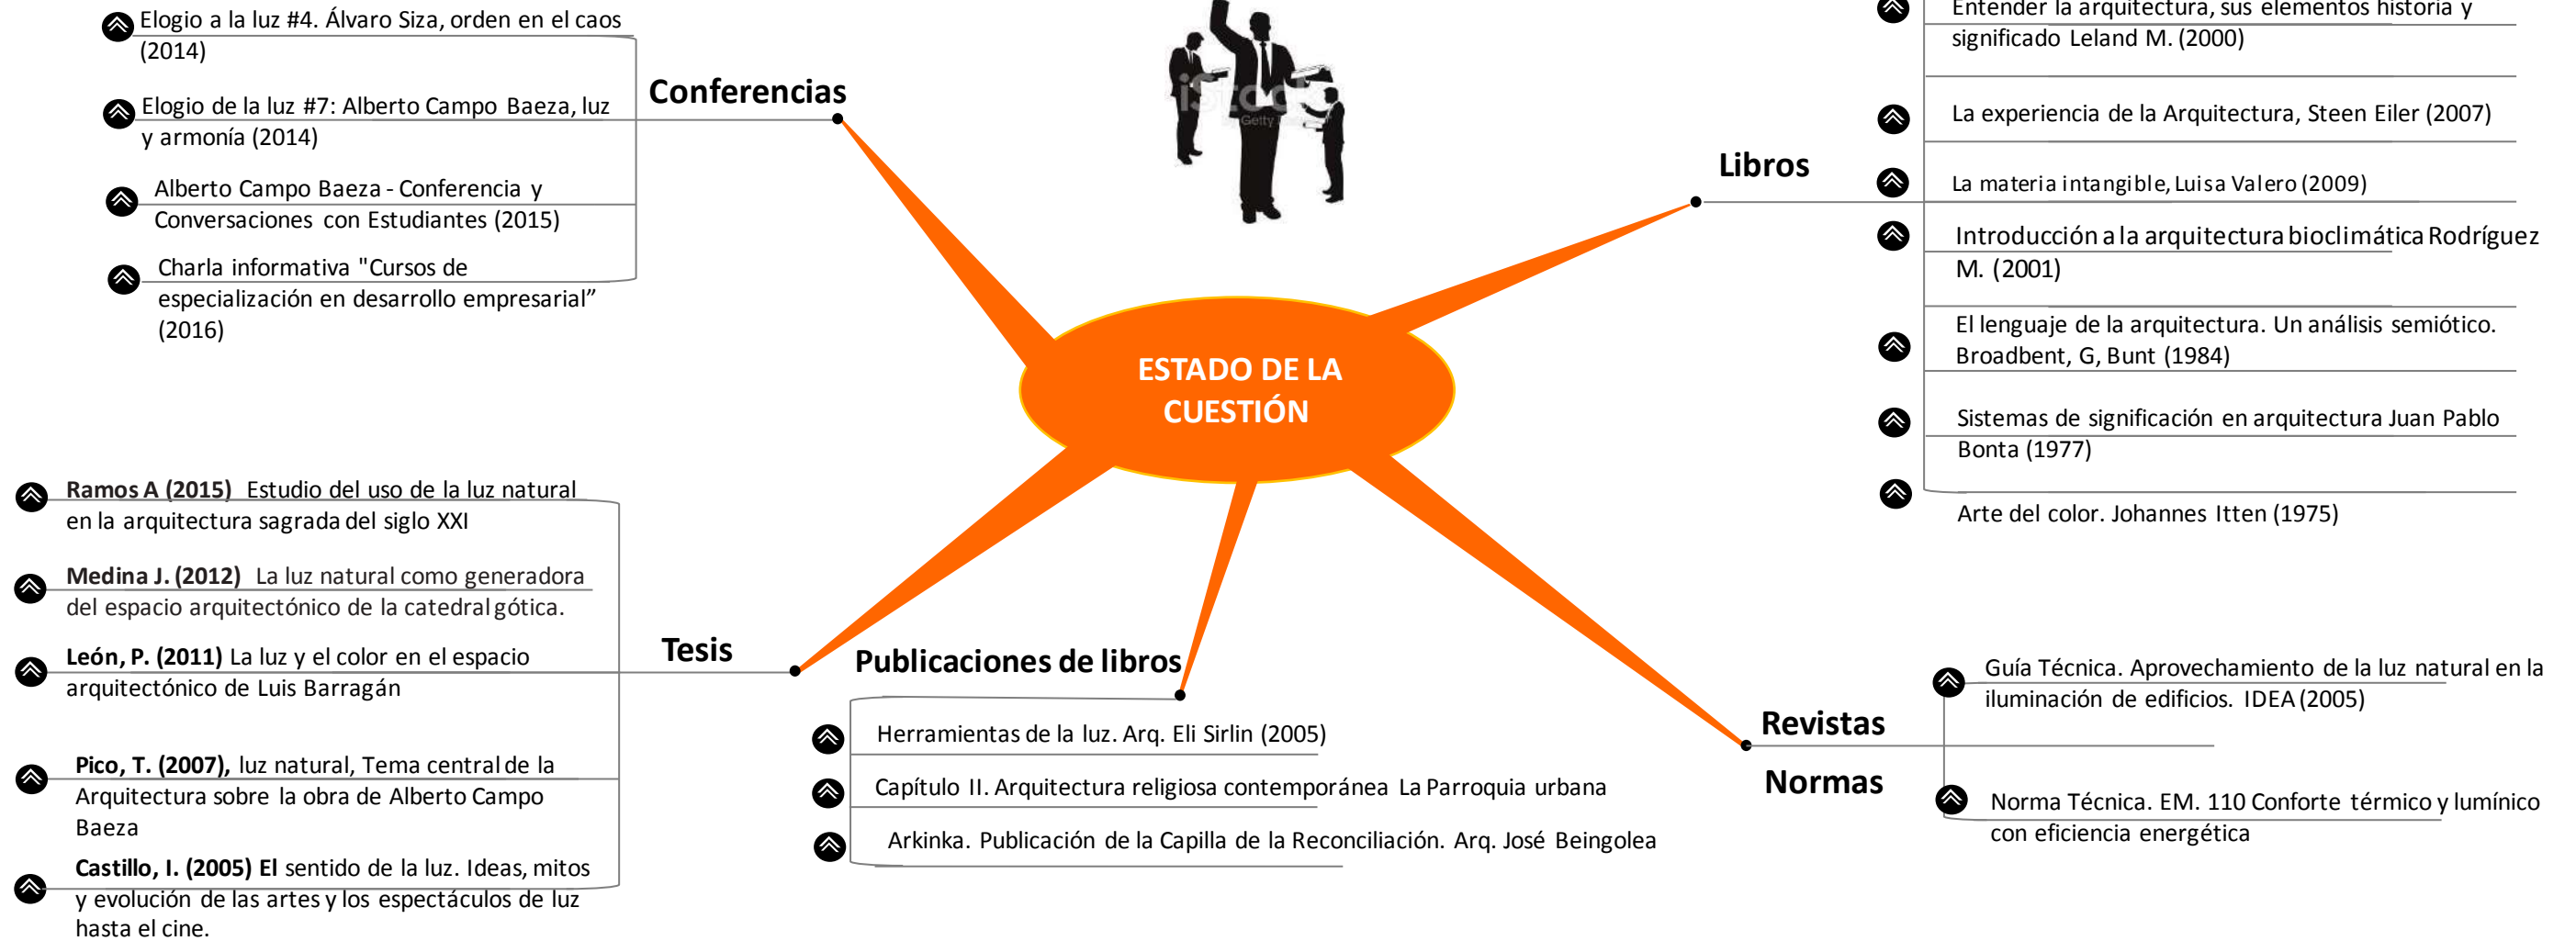 Elogio a la luz #4. Álvaro Siza, orden en el caos
(2014)
Elogio de la luz #7: Alberto Campo Baeza, luz
y armonía (2014)
Alberto Campo Baeza - Conferencia y
Conversaciones con Estudiantes (2015)
Charla informativa "Cursos de
especialización en desarrollo empresarial”
(2016)
Conferencias
iStock
by Getty
Entender la arquitectura, sus elementos historia y
significado Leland M. (2000)
La experiencia de la Arquitectura, Steen Eiler (2007)
Libros
La materia intangible, Luisa Valero (2009)
Introducción a la arquitectura bioclimática Rodríguez
M. (2001)
El lenguaje de la arquitectura. Un análisis semiótico.
Broadbent, G, Bunt (1984)
Sistemas de significación en arquitectura Juan Pablo
Bonta (1977)
Arte del color. Johannes Itten (1975)
ESTADO DE LA
CUESTIÓN
Ramos A (2015) Estudio del uso de la luz natural
en la arquitectura sagrada del siglo XXI
Medina J. (2012) La luz natural como generadora
del espacio arquitectónico de la catedral gótica.
León, P. (2011) La luz y el color en el espacio
arquitectónico de Luis Barragán
Pico, T. (2007), luz natural, Tema central de la
Arquitectura sobre la obra de Alberto Campo
Baeza
Castillo, I. (2005) El sentido de la luz. Ideas, mitos
y evolución de las artes y los espectáculos de luz
hasta el cine.
Tesis
Publicaciones de libros
Herramientas de la luz. Arq. Eli Sirlin (2005)
Capítulo II. Arquitectura religiosa contemporánea La Parroquia urbana
Arkinka. Publicación de la Capilla de la Reconciliación. Arq. José Beingolea
Revistas
Normas
Guía Técnica. Aprovechamiento de la luz natural en la
iluminación de edificios. IDEA (2005)
Norma Técnica. EM. 110 Conforte térmico y lumínico
con eficiencia energética